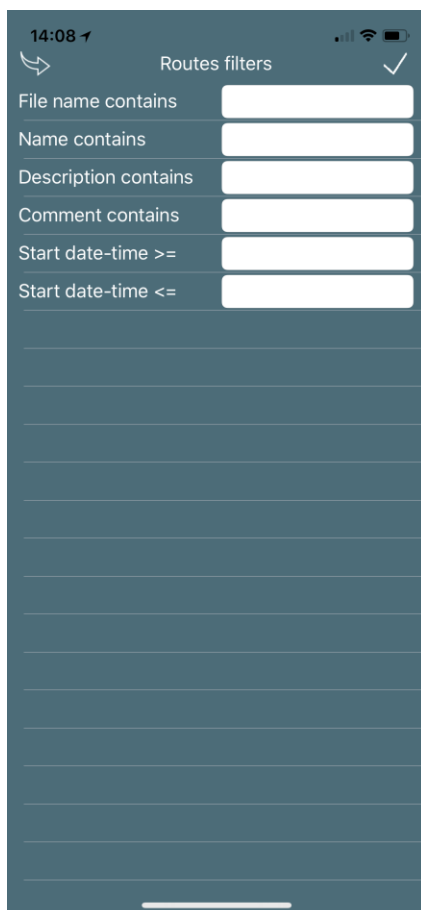 14:08
Routes filters
File name contains
Name contains
Description contains
Comment contains
Start date-time >=
Start date-time <=